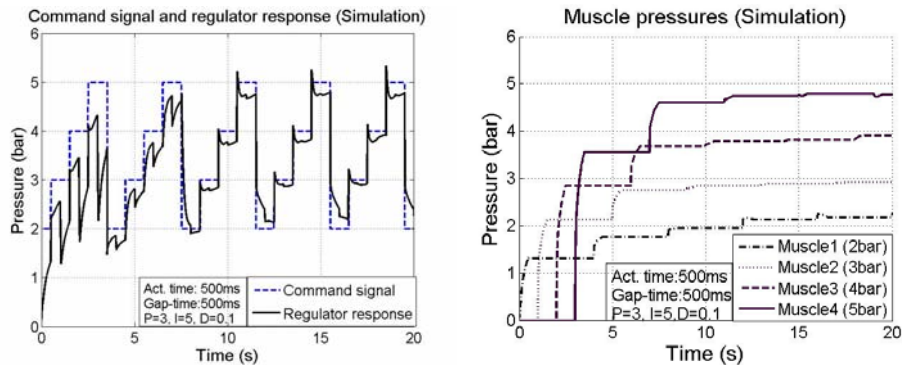 Command signal and regulator response (Simulation)
6
5
4
3
2
1
0
Pressure (bar)
0
5
10
15
20
Time (s)
Act. time:500ms
Gap-time:500ms
P=3, I=5, D=0,1
Command signal
Regulator response
Muscle pressures (Simulation)
6
5
4
3
2
1
0
Pressure (bar)
0
5
10
15
20
Time (s)
Act. time:500ms
Gap-time:500ms
P=3, I=5,D=0,1
Muscle1 (2bar)
Muscle2 (3bar)
Muscle3 (4bar)
Muscle4 (5bar)